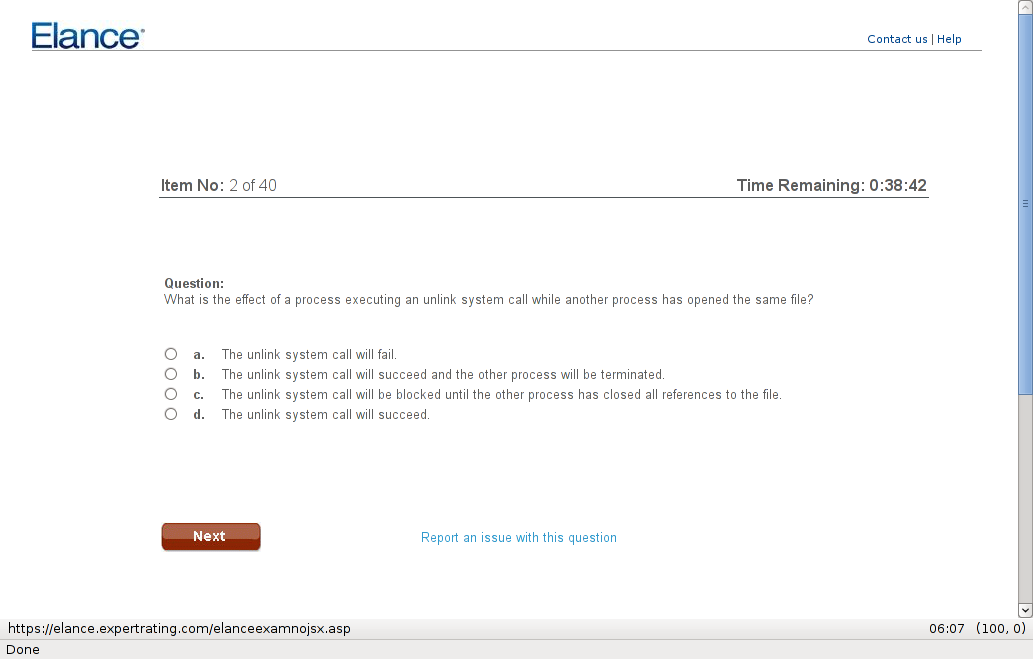 Elance
Contact us | Help
Item No: 2 of 40
Time Remaining: 0:38:42
Question:
What is the effect of a process executing an unlink system call while another process has opened the same file?
a. The unlink system call will fail.
b. The unlink system call will succeed and the other process will be terminated.
c. The unlink system call will be blocked until the other process has closed all references to the file.
d. The unlink system call will succeed.
Next
Report an issue with this question
https://elance.expertrating.com/elanceexamnojsx.asp
06:07 (100, 0)
Done